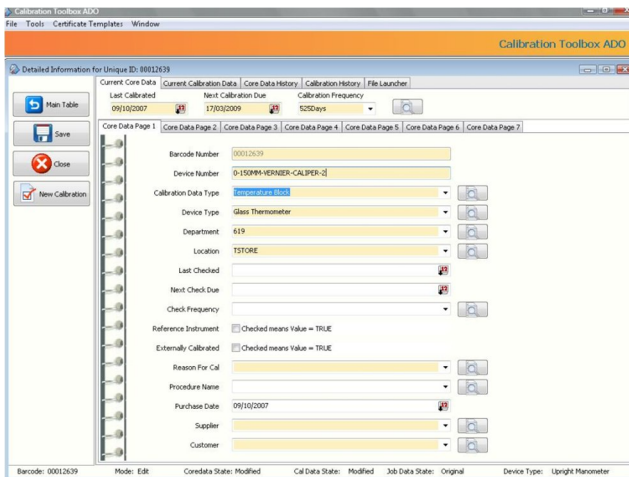 Calibration Toolbox ADO
File Tools Certificate Templates Window
Calibration Toolbox ADO
Detailed Information for Unique ID: 00012639
Current Core Data Current Calibration Data Core Data History Calibration History File Launcher
Last Calibrated Next Calibration Due Calibration Frequency
09/10/2007 17/03/2009 525Days
Main Table
Save
Close
New Calibration
Core Data Page 1 Core Data Page 2 Core Data Page 3 Core Data Page 4 Core Data Page 5 Core Data Page 6 Core Data Page 7
Barcode Number 00012639
Device Number 0-150MM-VERNIER-CALIPER-2
Calibration Data Type Temperature Block
Device Type Glass Thermometer
Department 619
Location TSTORE
Last Checked
Next Check Due
Check Frequency
Reference Instrument Checked means Value = TRUE
Externally Calibrated Checked means Value = TRUE
Reason For Cal
Procedure Name
Purchase Date 09/10/2007
Supplier
Customer
Barcode: 00012639 Mode: Edit Coredata State: Modified Cal Data State: Modified Job Data State: Original Device Type: Upright Manometer